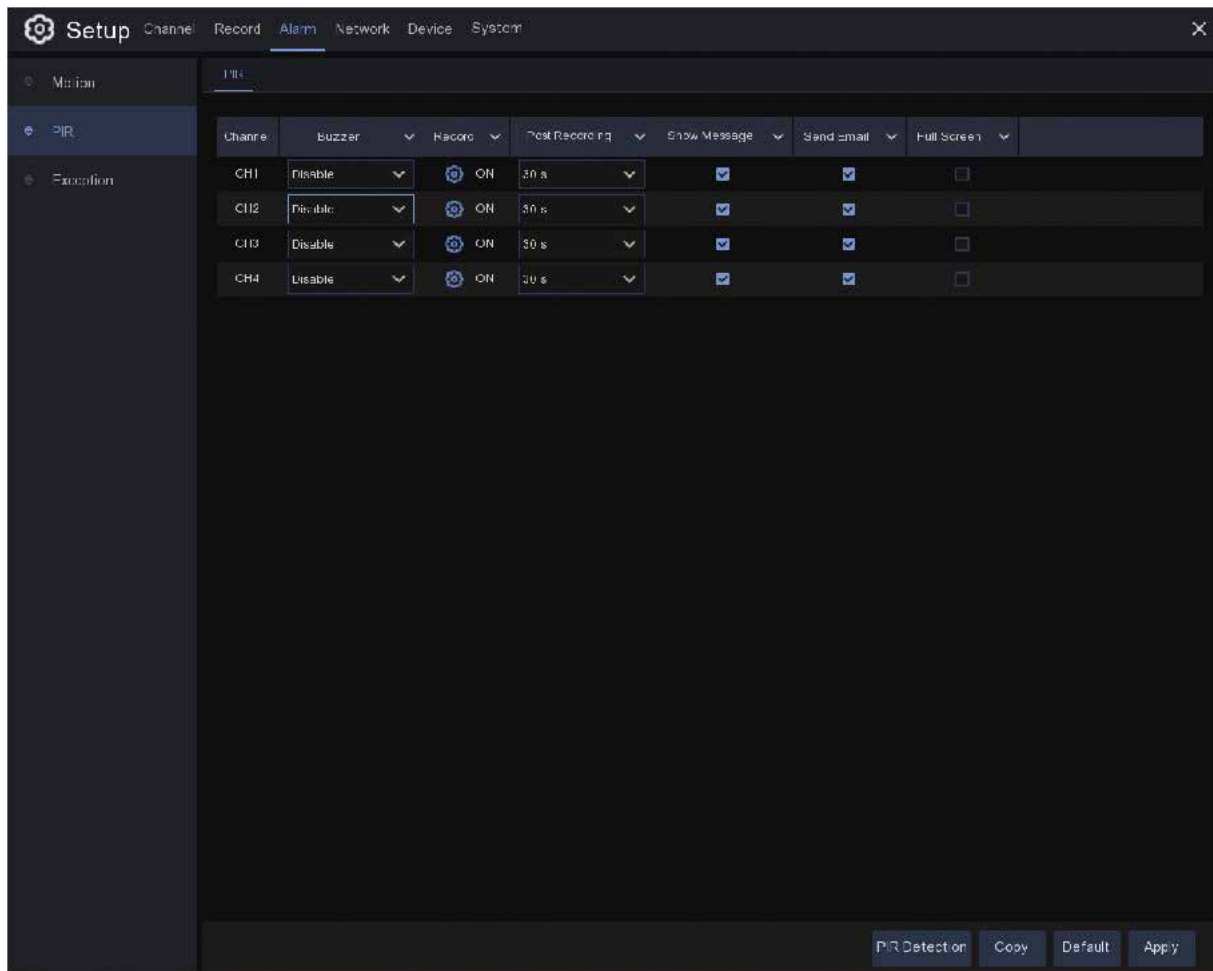 Setup Channel Record Alarm Network Device System
Motion
PIR
PIR
Exception
Channel Buzzer Record Post Recording Show Message Send Email Full Screen
CH1 Disable ON 30 s
CH2 Disable ON 30 s
CH3 Disable ON 30 s
CH4 Disable ON 30 s
PIR Detection Copy Default Apply